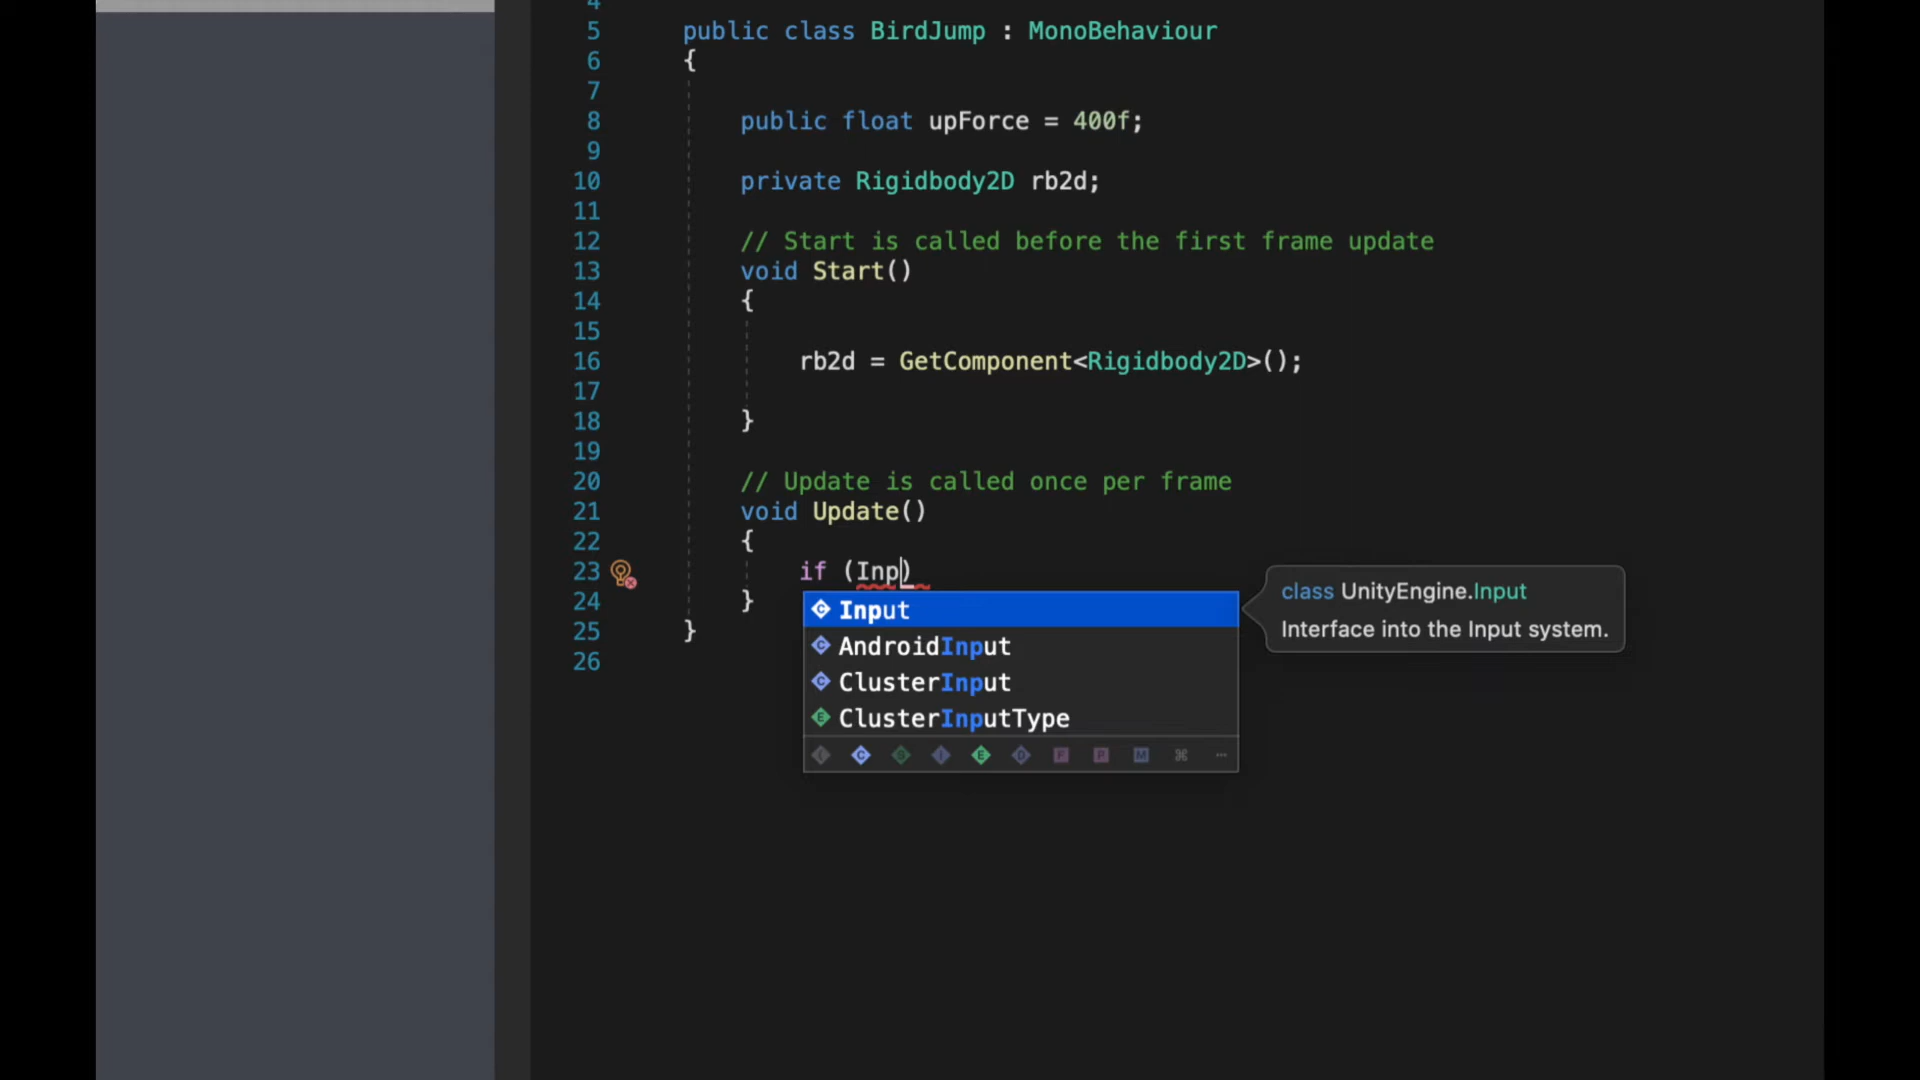 4
5 public class BirdJump : MonoBehaviour
6 {
7
8 public float upForce = 400f;
9
10 private Rigidbody2D rb2d;
11
12 // Start is called before the first frame update
13 void Start()
14 {
15
16 rb2d = GetComponent<Rigidbody2D>();
17
18 }
19
20 // Update is called once per frame
21 void Update()
22 {
23 if (Inp)
24 }
25 }
26
Input
AndroidInput
ClusterInput
ClusterInputType
class UnityEngine.Input
Interface into the Input system.